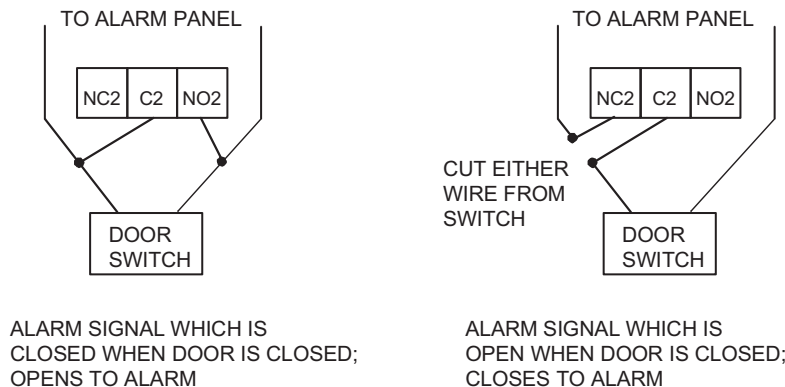 TO ALARM PANEL
NC2 C2 NO2
DOOR
SWITCH
ALARM SIGNAL WHICH IS
CLOSED WHEN DOOR IS CLOSED;
OPENS TO ALARM
TO ALARM PANEL
NC2 C2 NO2
CUT EITHER
WIRE FROM
SWITCH
DOOR
SWITCH
ALARM SIGNAL WHICH IS
OPEN WHEN DOOR IS CLOSED;
CLOSES TO ALARM